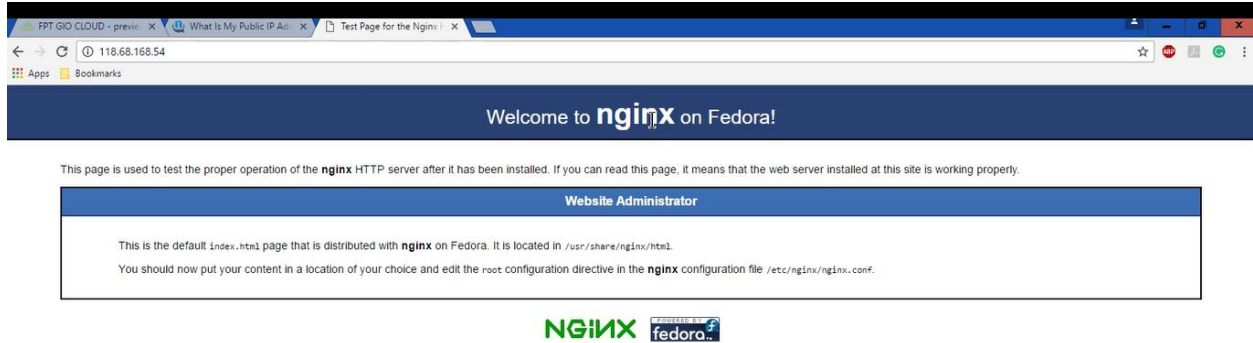 FPT GIO CLOUD - previe
What Is My Public IP Add
Test Page for the Nginx H
118.68.168.54
ABP
Apps
Bookmarks
Welcome to nginx on Fedora!
This page is used to test the proper operation of the nginx HTTP server after it has been installed. If you can read this page, it means that the web server installed at this site is working properly.
Website Administrator
This is the default index.html page that is distributed with nginx on Fedora. It is located in /usr/share/nginx/html.
You should now put your content in a location of your choice and edit the root configuration directive in the nginx configuration file /etc/nginx/nginx.conf.
NGINX
POWERED BY
fedora